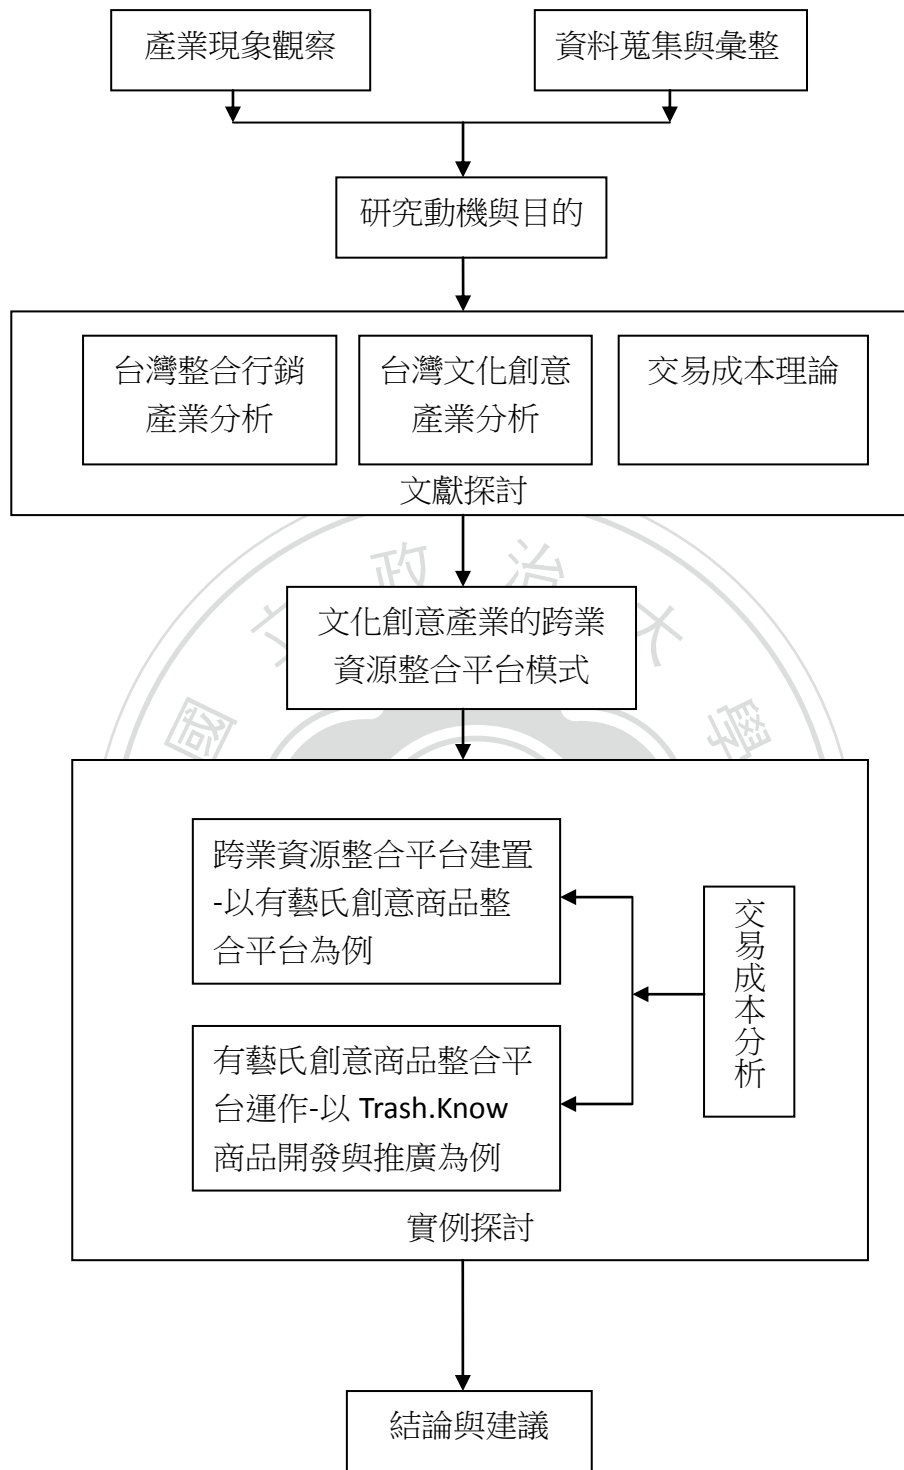 產業現象觀察
資料蒐集與彙整
研究動機與目的
台灣整合行銷
產業分析
台灣文化創意
產業分析
交易成本理論
文獻探討
政治
立 大
國 學
文化創意產業的跨業
資源整合平台模式
跨業資源整合平台建置
-以有藝氏創意商品整
合平台為例
交易成本分析
有藝氏創意商品整合平
台運作-以 Trash.Know
商品開發與推廣為例
實例探討
結論與建議